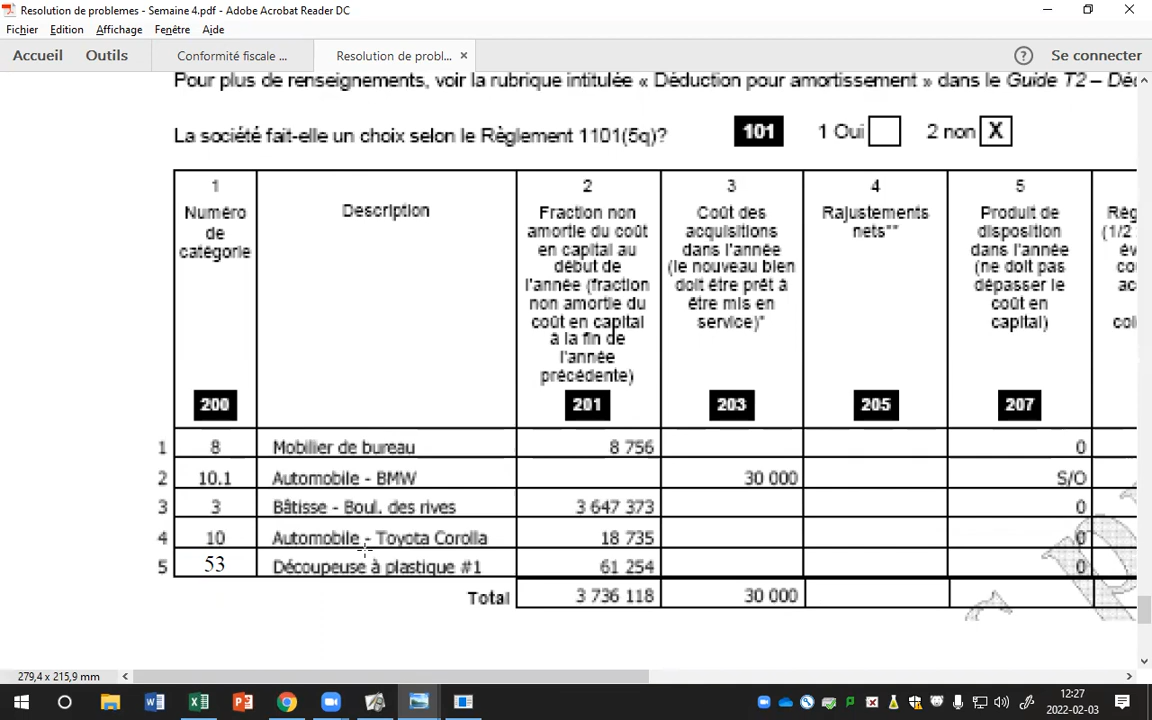 Resolution de problemes - Semaine 4.pdf - Adobe Acrobat Reader DC
Fichier Edition Affichage Fenêtre Aide
Accueil Outils Conformité fiscale ... Resolution de probl... × Se connecter
Pour plus de renseignements, voir la rubrique intitulée « Déduction pour amortissement » dans le Guide T2 – Dé
La société fait-elle un choix selon le Règlement 1101(5q)? 101 1 Oui 2 non X
1
Numéro
de
catégorie
200
Description
2
Fraction non
amortie du coût
en capital au
début de
l'année (fraction
non amortie du
coût en capital
à la fin de
l'année
précédente)
201
3
Coût des
acquisitions
dans l'année
(le nouveau bien
doit être prêt à
être mis en
service)*
203
4
Rajustements
nets**
205
5
Produit de
disposition
dans l'année
(ne doit pas
dépasser le
coût en
capital)
207
Règ
(1/2
év
co
ac
col
1 8 Mobilier de bureau 8 756 0
2 10.1 Automobile - BMW 30 000 S/O
3 3 Bâtisse - Boul. des rives 3 647 373 0
4 10 Automobile - Toyota Corolla 18 735 0
5 53 Découpeuse à plastique #1 61 254 0
Total 3 736 118 30 000
279,4 x 215,9 mm
12:27
2022-02-03